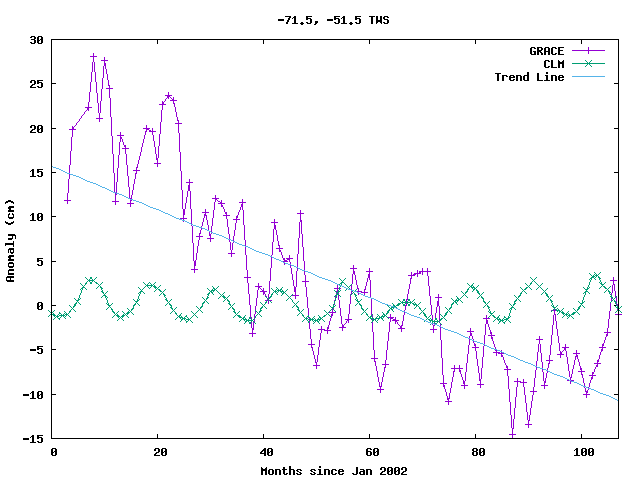 -71.5, -51.5 TWS
30
25
20
15
10
5
0
-5
-10
-15
Anomaly (cm)
GRACE
CLM
Trend Line
0 20 40 60 80 100
Months since Jan 2002